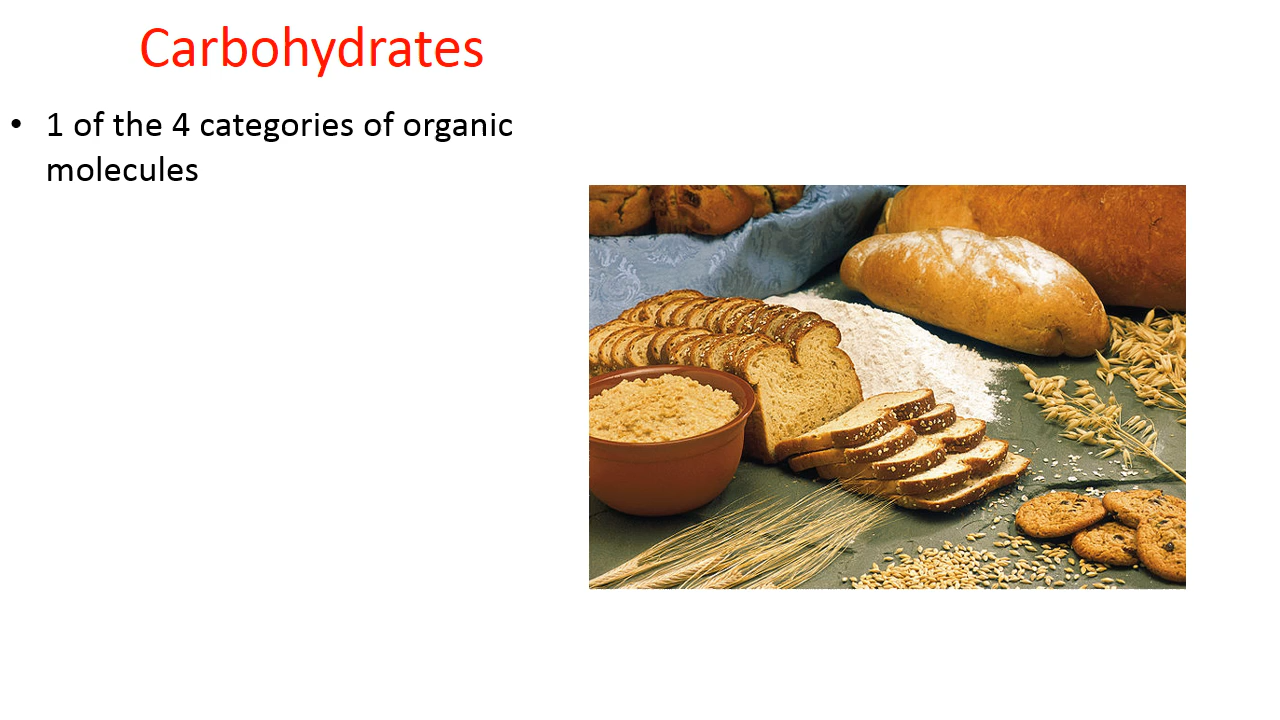 Carbohydrates
• 1 of the 4 categories of organic
molecules